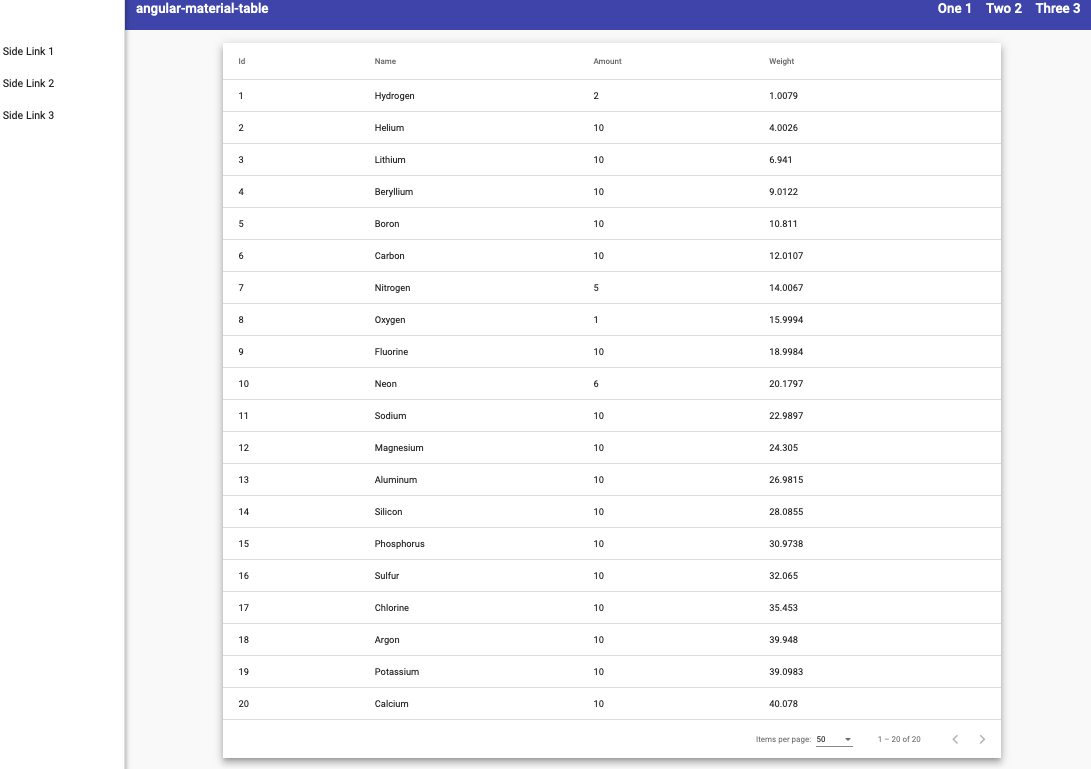 angular-material-table One 1 Two 2 Three 3
Side Link 1
Side Link 2
Side Link 3
Id Name Amount Weight
1 Hydrogen 2 1.0079
2 Helium 10 4.0026
3 Lithium 10 6.941
4 Beryllium 10 9.0122
5 Boron 10 10.811
6 Carbon 10 12.0107
7 Nitrogen 5 14.0067
8 Oxygen 1 15.9994
9 Fluorine 10 18.9984
10 Neon 6 20.1797
11 Sodium 10 22.9897
12 Magnesium 10 24.305
13 Aluminum 10 26.9815
14 Silicon 10 28.0855
15 Phosphorus 10 30.9738
16 Sulfur 10 32.065
17 Chlorine 10 35.453
18 Argon 10 39.948
19 Potassium 10 39.0983
20 Calcium 10 40.078
Items per page: 50 1 – 20 of 20